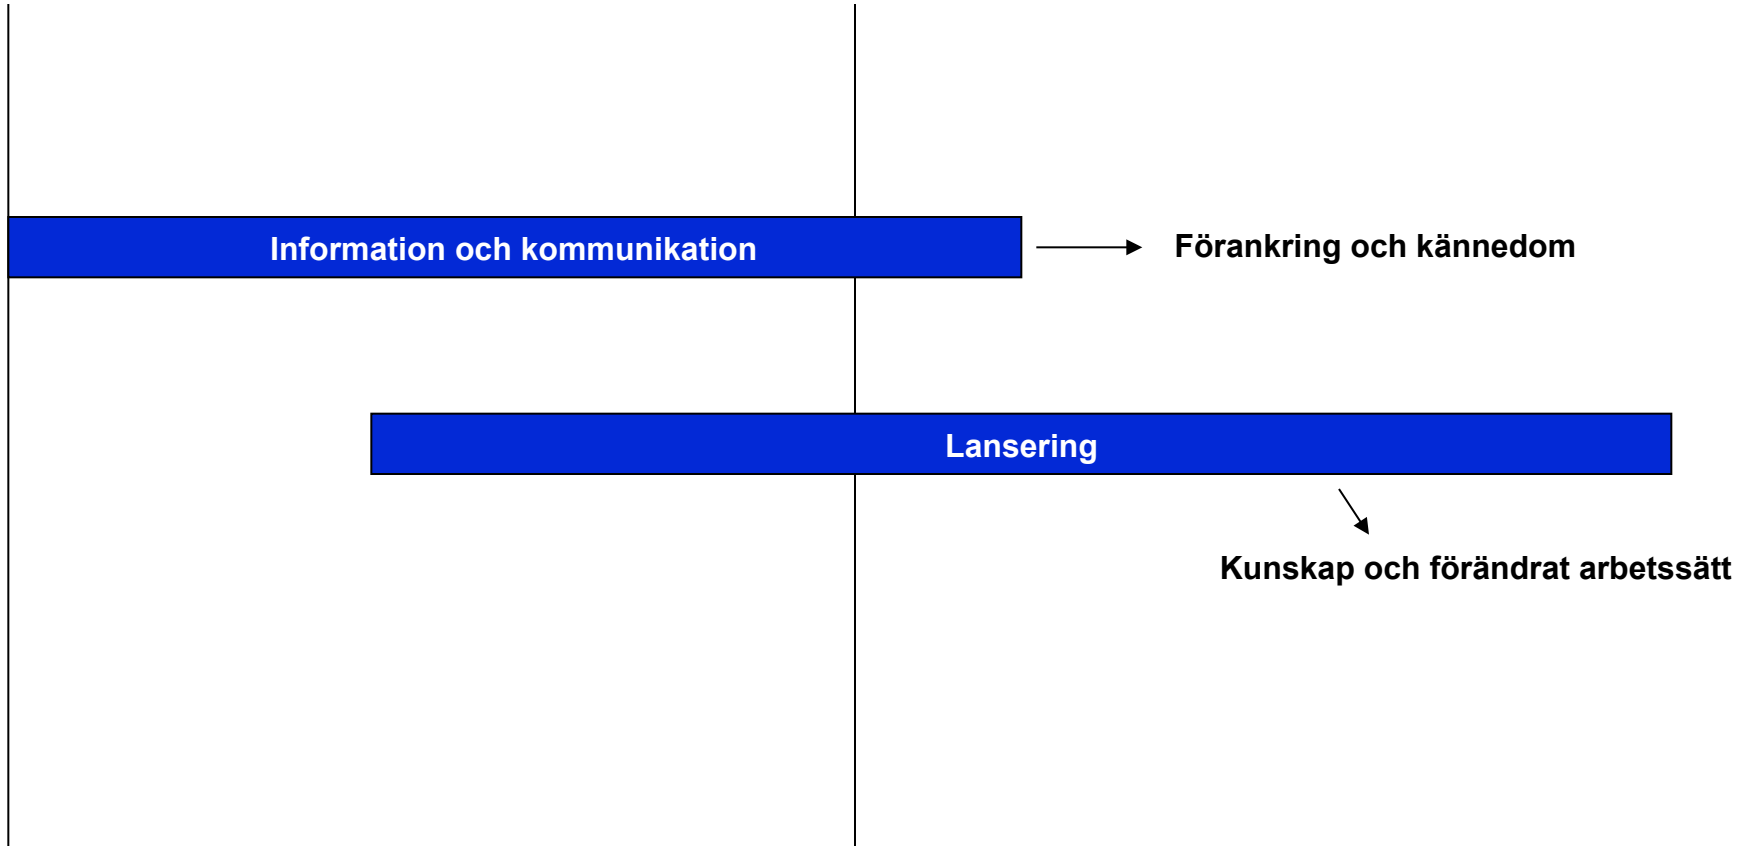 Information och kommunikation
Förankring och kännedom
Lansering
Kunskap och förändrat arbetssätt